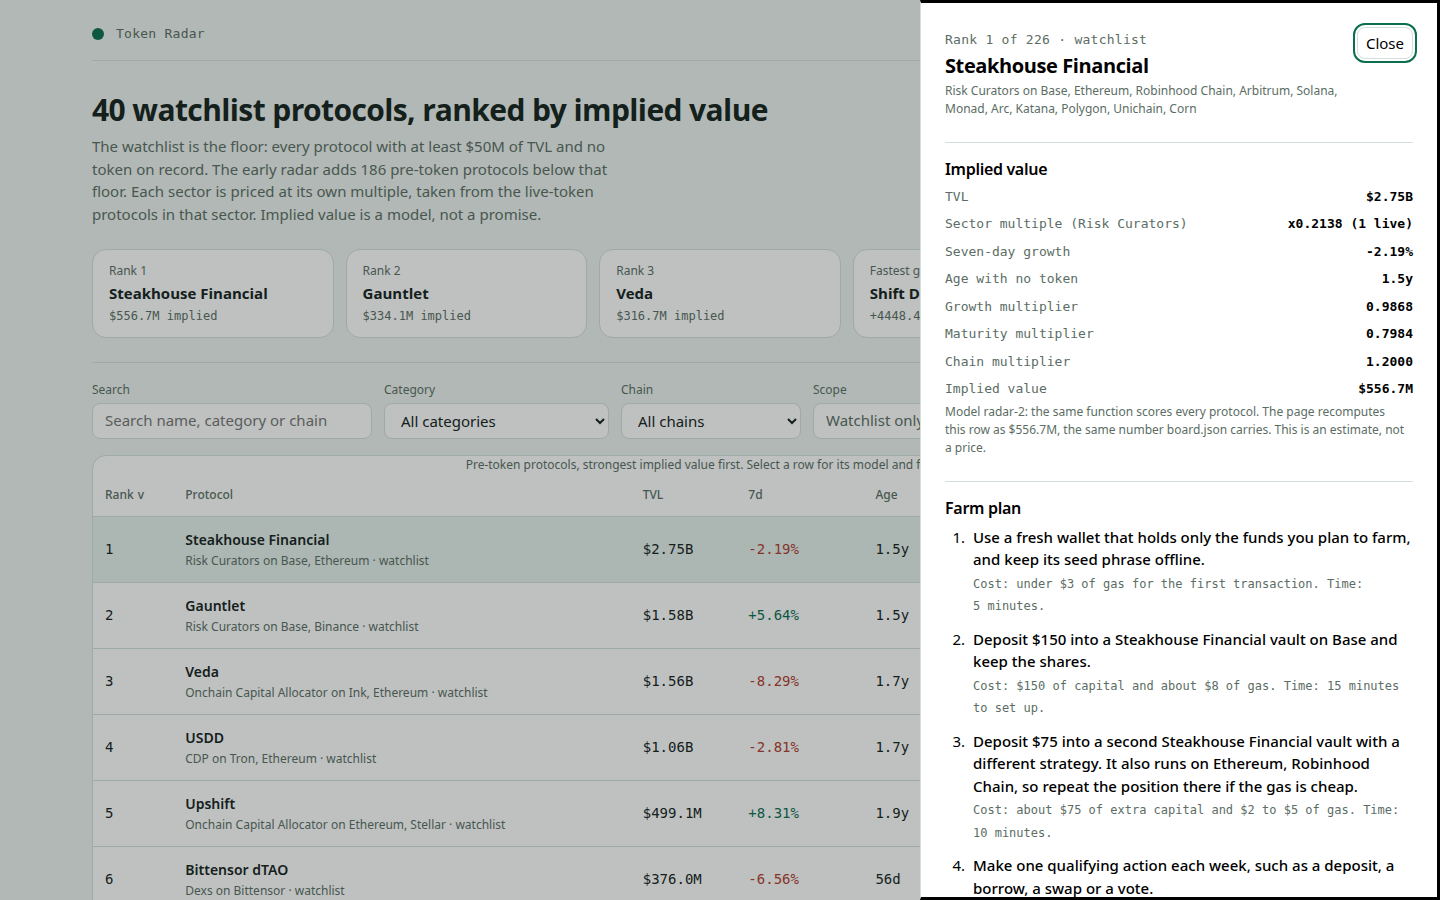 Token Radar
40 watchlist protocols, ranked by implied value
The watchlist is the floor: every protocol with at least $50M of TVL and no
token on record. The early radar adds 186 pre-token protocols below that
floor. Each sector is priced at its own multiple, taken from the live-token
protocols in that sector. Implied value is a model, not a promise.
Rank 1
Steakhouse Financial
$556.7M implied
Rank 2
Gauntlet
$334.1M implied
Rank 3
Veda
$316.7M implied
Fastest g
Shift D
+4448.4
Search
Search name, category or chain
Category
All categories
Chain
All chains
Scope
Watchlist only
Pre-token protocols, strongest implied value first. Select a row for its model and f
Rank v Protocol TVL 7d Age
1 Steakhouse Financial $2.75B -2.19% 1.5y
Risk Curators on Base, Ethereum · watchlist
2 Gauntlet $1.58B +5.64% 1.5y
Risk Curators on Base, Binance · watchlist
3 Veda $1.56B -8.29% 1.7y
Onchain Capital Allocator on Ink, Ethereum · watchlist
4 USDD $1.06B -2.81% 1.7y
CDP on Tron, Ethereum · watchlist
5 Upshift $499.1M +8.31% 1.9y
Onchain Capital Allocator on Ethereum, Stellar · watchlist
6 Bittensor dTAO $376.0M -6.56% 56d
Dexs on Bittensor · watchlist
Rank 1 of 226 · watchlist
Close
Steakhouse Financial
Risk Curators on Base, Ethereum, Robinhood Chain, Arbitrum, Solana,
Monad, Arc, Katana, Polygon, Unichain, Corn
Implied value
TVL $2.75B
Sector multiple (Risk Curators) x0.2138 (1 live)
Seven-day growth -2.19%
Age with no token 1.5y
Growth multiplier 0.9868
Maturity multiplier 0.7984
Chain multiplier 1.2000
Implied value $556.7M
Model radar-2: the same function scores every protocol. The page recomputes
this row as $556.7M, the same number board.json carries. This is an estimate, not
a price.
Farm plan
1. Use a fresh wallet that holds only the funds you plan to farm,
and keep its seed phrase offline.
Cost: under $3 of gas for the first transaction. Time:
5 minutes.
2. Deposit $150 into a Steakhouse Financial vault on Base and
keep the shares.
Cost: $150 of capital and about $8 of gas. Time: 15 minutes
to set up.
3. Deposit $75 into a second Steakhouse Financial vault with a
different strategy. It also runs on Ethereum, Robinhood
Chain, so repeat the position there if the gas is cheap.
Cost: about $75 of extra capital and $2 to $5 of gas. Time:
10 minutes.
4. Make one qualifying action each week, such as a deposit, a
borrow, a swap or a vote.